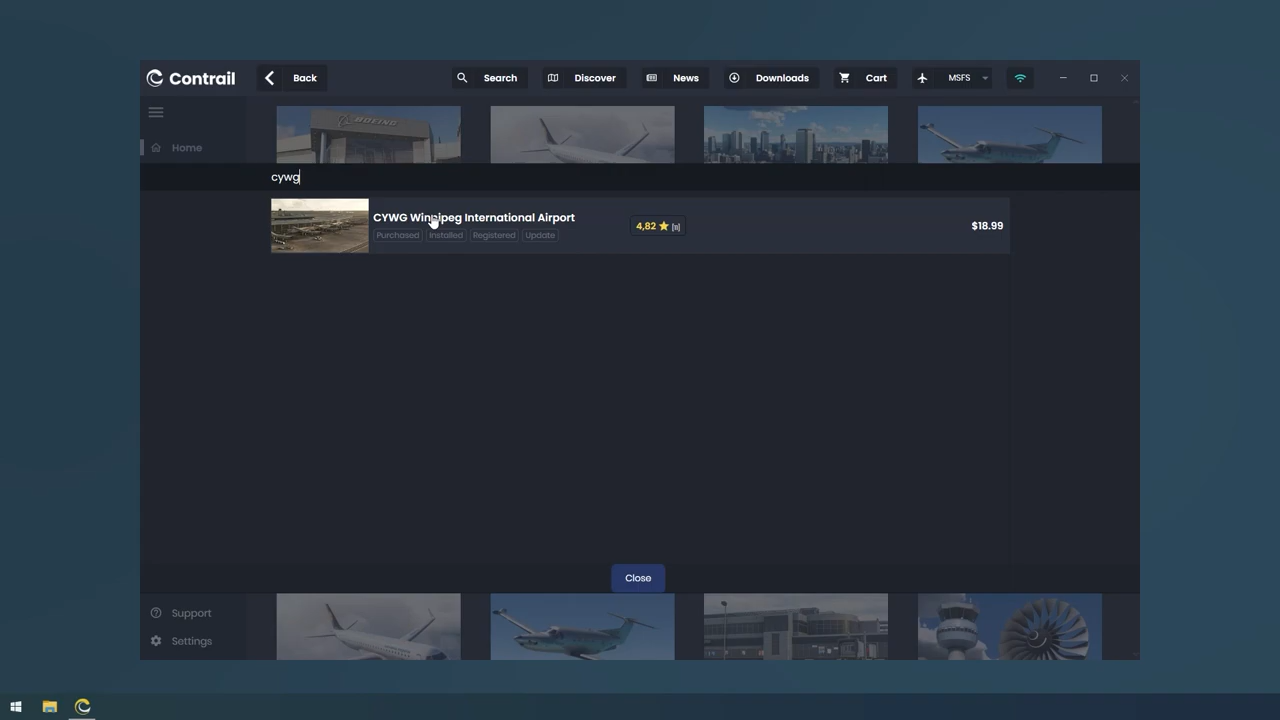 Contrail
Back
Search
Discover
News
Downloads
Cart
MSFS
BOEING
Home
cywg
CYWG Winnipeg International Airport
Purchased
Installed
Registered
Update
4,82
$18.99
Close
Support
Settings